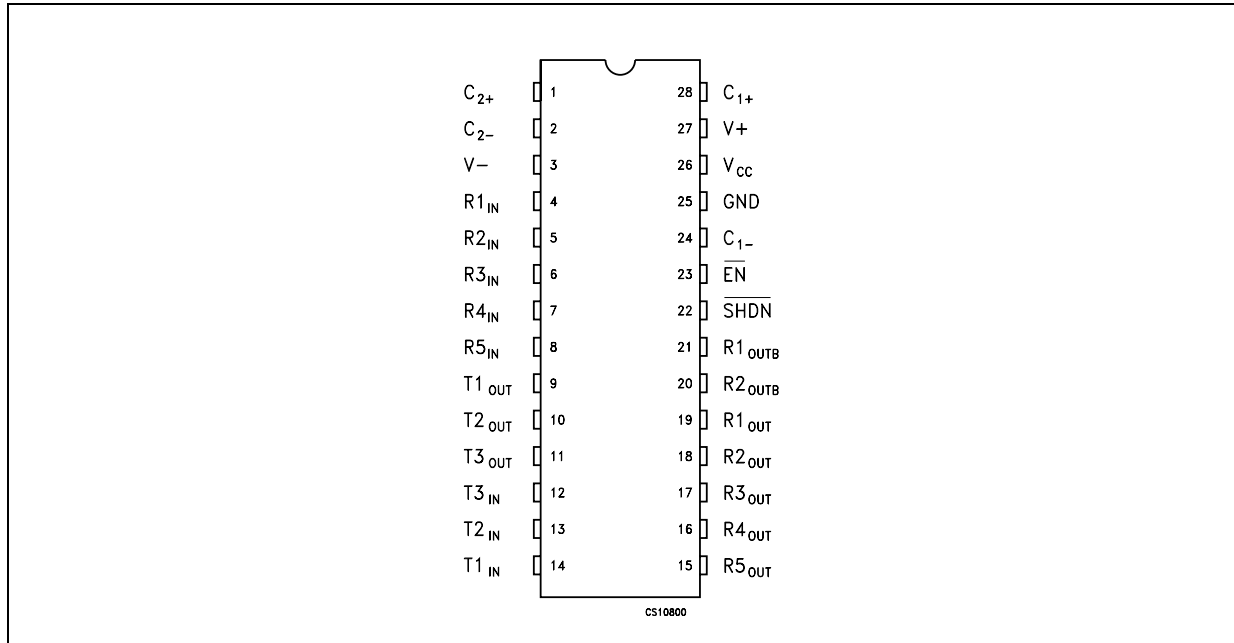 C2+ 1 28 C1+
C2− 2 27 V+
V− 3 26 VCC
R1IN 4 25 GND
R2IN 5 24 C1−
R3IN 6 23 EN
R4IN 7 22 SHDN
R5IN 8 21 R1OUTB
T1OUT 9 20 R2OUTB
T2OUT 10 19 R1OUT
T3OUT 11 18 R2OUT
T3IN 12 17 R3OUT
T2IN 13 16 R4OUT
T1IN 14 15 R5OUT
CS10800